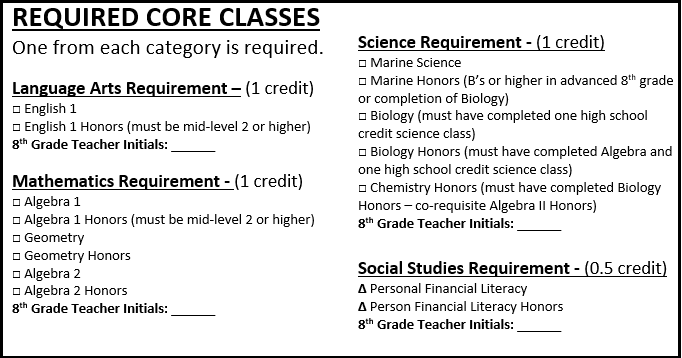 REQUIRED CORE CLASSES
One from each category is required.
Language Arts Requirement – (1 credit)
□ English 1
□ English 1 Honors (must be mid-level 2 or higher)
8th Grade Teacher Initials: ______
Mathematics Requirement - (1 credit)
□ Algebra 1
□ Algebra 1 Honors (must be mid-level 2 or higher)
□ Geometry
□ Geometry Honors
□ Algebra 2
□ Algebra 2 Honors
8th Grade Teacher Initials: ______
Science Requirement - (1 credit)
□ Marine Science
□ Marine Honors (B's or higher in advanced 8th grade
or completion of Biology)
□ Biology (must have completed one high school
credit science class)
□ Biology Honors (must have completed Algebra and
one high school credit science class)
□ Chemistry Honors (must have completed Biology
Honors – co-requisite Algebra II Honors)
8th Grade Teacher Initials: ______
Social Studies Requirement - (0.5 credit)
Δ Personal Financial Literacy
Δ Person Financial Literacy Honors
8th Grade Teacher Initials: ______